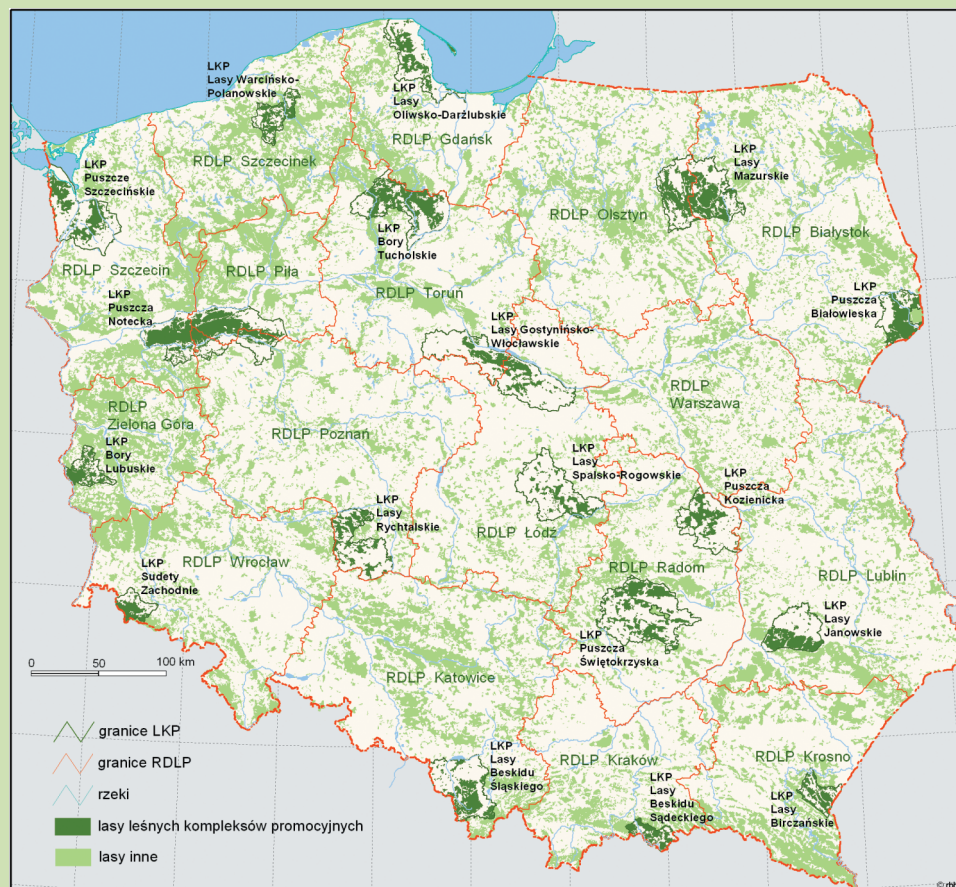 LKP
Lasy Warcińsko-
Polanowskie
LKP
Lasy
Oliwsko-Darżlubskie
RDLP Gdańsk
RDLP Szczecinek
LKP
Lasy
Mazurskie
LKP
Puszcze
Szczecińskie
RDLP Olsztyn
LKP
Bory
Tucholskie
RDLP Białystok
RDLP Szczecin
RDLP Piła
LKP
Puszcza
Białowieska
RDLP Toruń
LKP
Puszcza
Notecka
LKP
Lasy Gostynińsko-
Włocławskie
RDLP
Warszawa
RDLP
Zielona Góra
RDLP Poznań
LKP
Bory
Lubuskie
LKP
Lasy
Spalsko-Rogowskie
LKP
Puszcza
Kozienicka
LKP
Lasy
Rychtalskie
RDLP Łódź
RDLP Wrocław
RDLP Radom
RDLP Lublin
LKP
Sudety
Zachodnie
LKP
Lasy
Janowskie
LKP
Puszcza
Świętokrzyska
0 50 100 km
RDLP Katowice
granice LKP
granice RDLP
rzeki
lasy leśnych kompleksów promocyjnych
lasy inne
LKP
Lasy
Beskidu
Śląskiego
RDLP Kraków
RDLP Krosno
LKP
Lasy
Beskidu
Sądeckiego
LKP
Lasy
Birczańskie